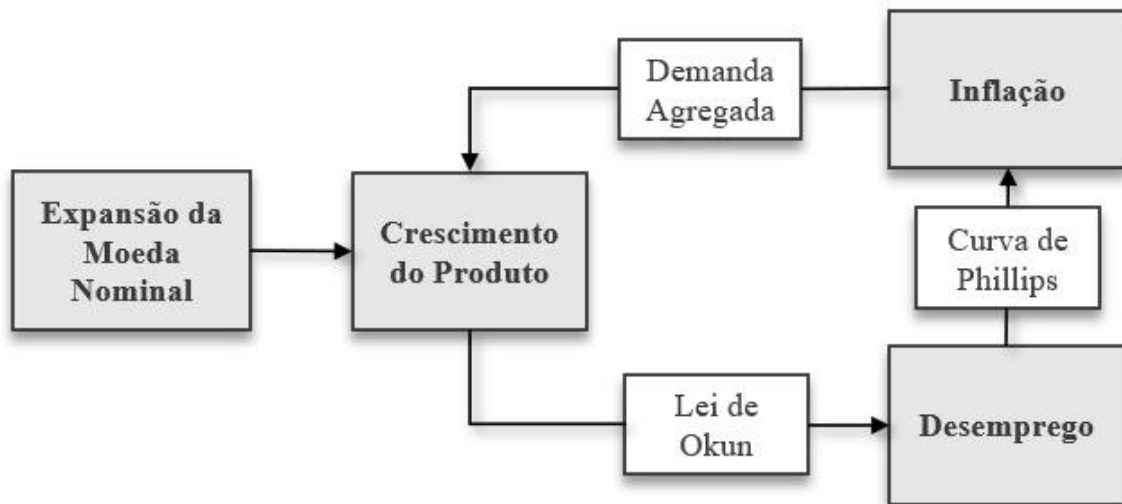 Demanda
Agregada
Inflação
Expansão da
Moeda
Nominal
Crescimento
do Produto
Curva de
Phillips
Lei de
Okun
Desemprego